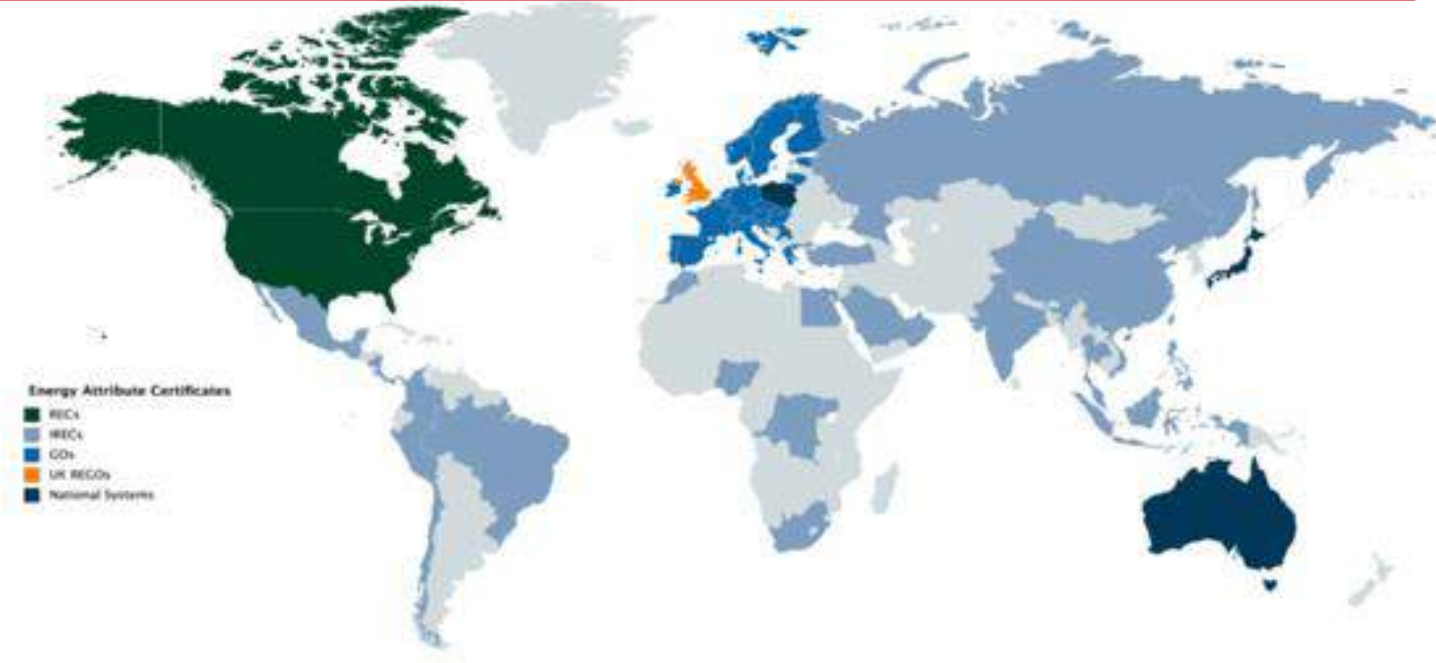 Energy Attribute Certificates
RECs
IRECs
GOs
UK REGOs
National Systems